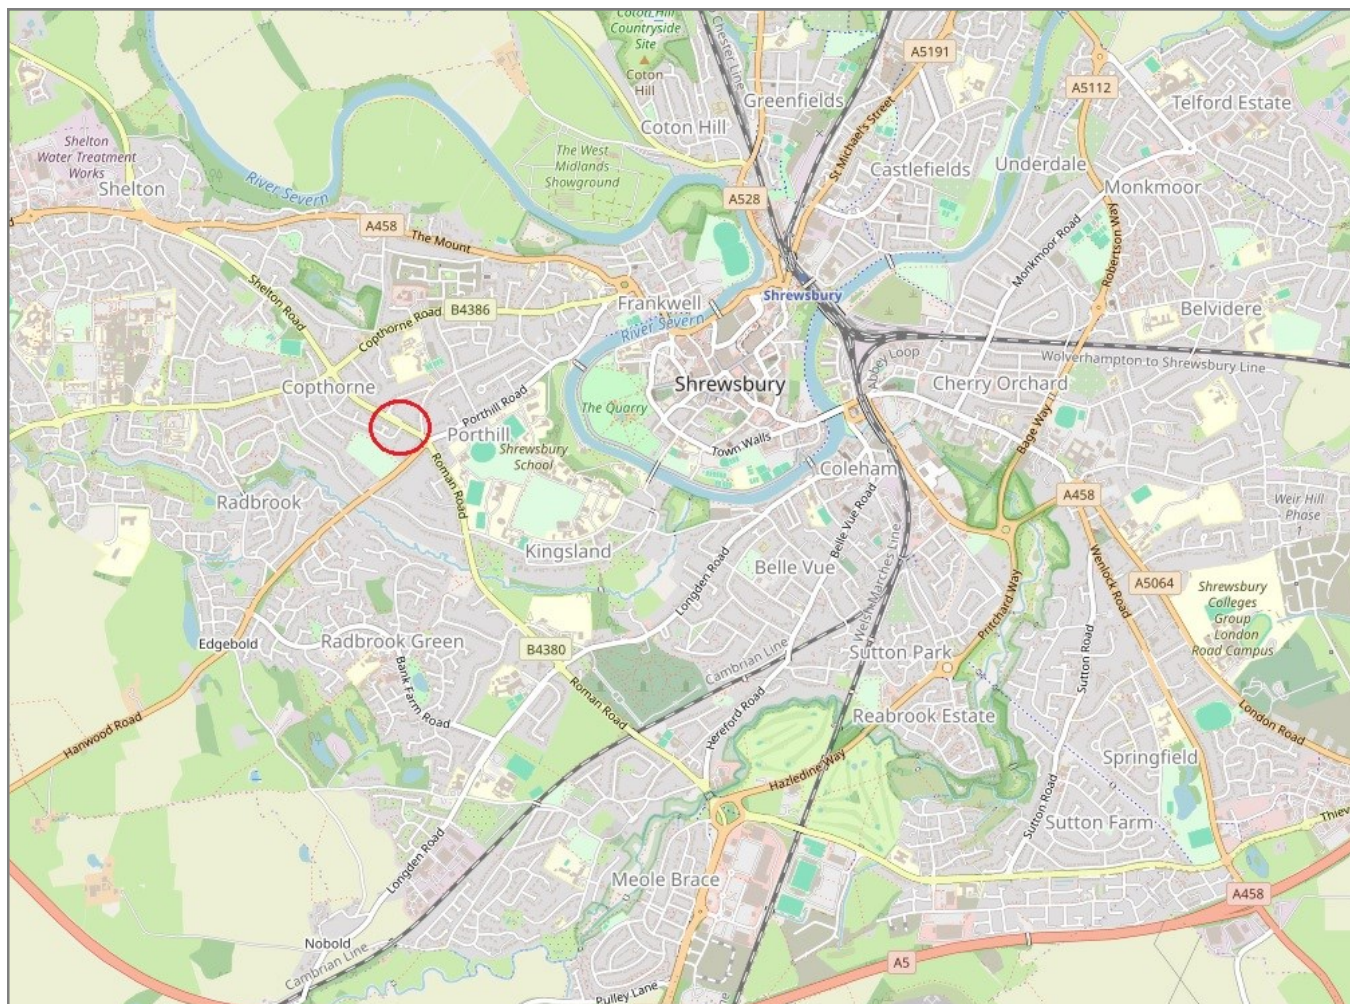 Coton Hill
Countryside
Site
Coton
Hill
Chester Line
Greenfields
A5191
A5112
Telford Estate
Coton Hill
St Michael's Street
Castlefields
Underdale
Monkmoor
Shelton
Water Treatment
Works
Shelton
River Severn
The West
Midlands
Showground
A528
A458
The Mount
Monkmoor Road
Robertson Way
Shelton Road
Frankwell
Shrewsbury
B4386
Copthorne Road
River Severn
Belvidere
Abbey Loop
Wolverhampton to Shrewsbury Line
Copthorne
Shrewsbury
Cherry Orchard
The Quarry
Porthill Road
Porthill
Shrewsbury
School
Town Walls
Bage Way
Coleham
Roman Road
Radbrook
A458
Weir Hill
Phase
1
Kingsland
Longden Road
Belle Vue
Belle Vue Road
Welsh Marches Line
Pritchard Way
Wenlock Road
A5064
Shrewsbury
Colleges
Group
London
Road Campus
Edgebold
Radbrook Green
B4380
Cambrian Line
Sutton Park
Sutton Road
Bank Farm Road
Roman Road
Hereford Road
Reabrook Estate
London Road
Hanwood Road
Hazledine Way
Springfield
Sutton Road
Sutton Farm
Longden Road
Meole Brace
A458
Nobold
Cambrian Line
A5
Pulley Lane